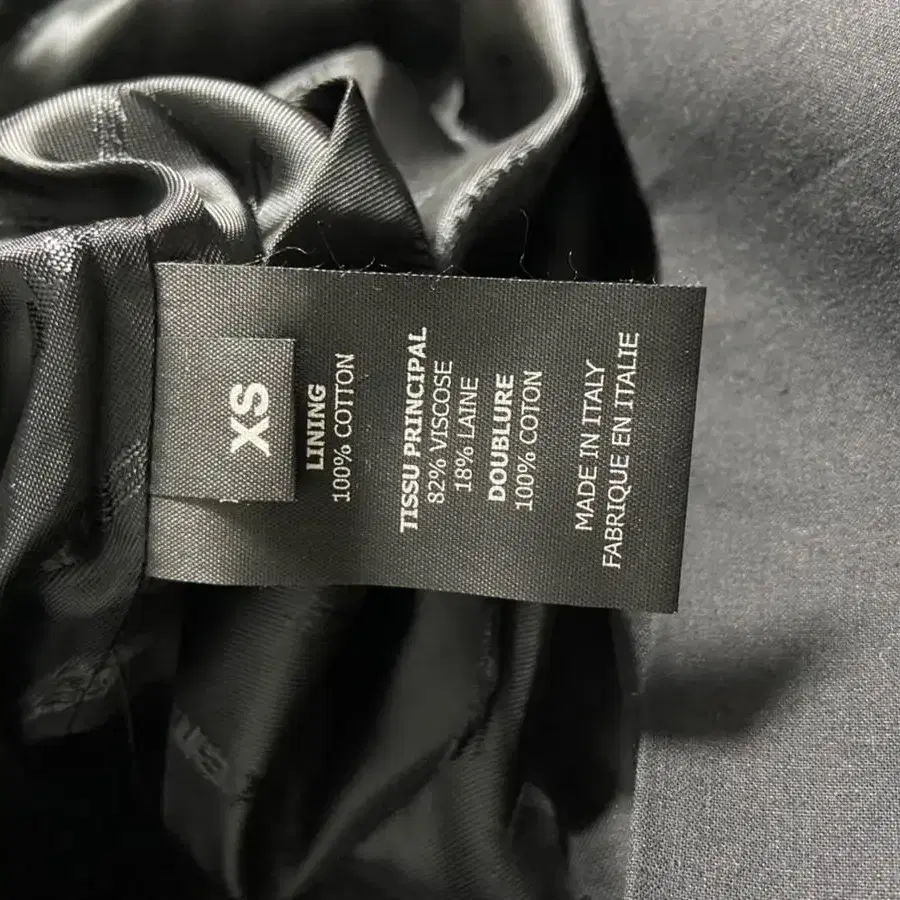 XS
LINING
100% COTTON
TISSU PRINCIPAL
82% VISCOSE
18% LAINE
DOUBLURE
100% COTON
MADE IN ITALY
FABRIQUE EN ITALIE